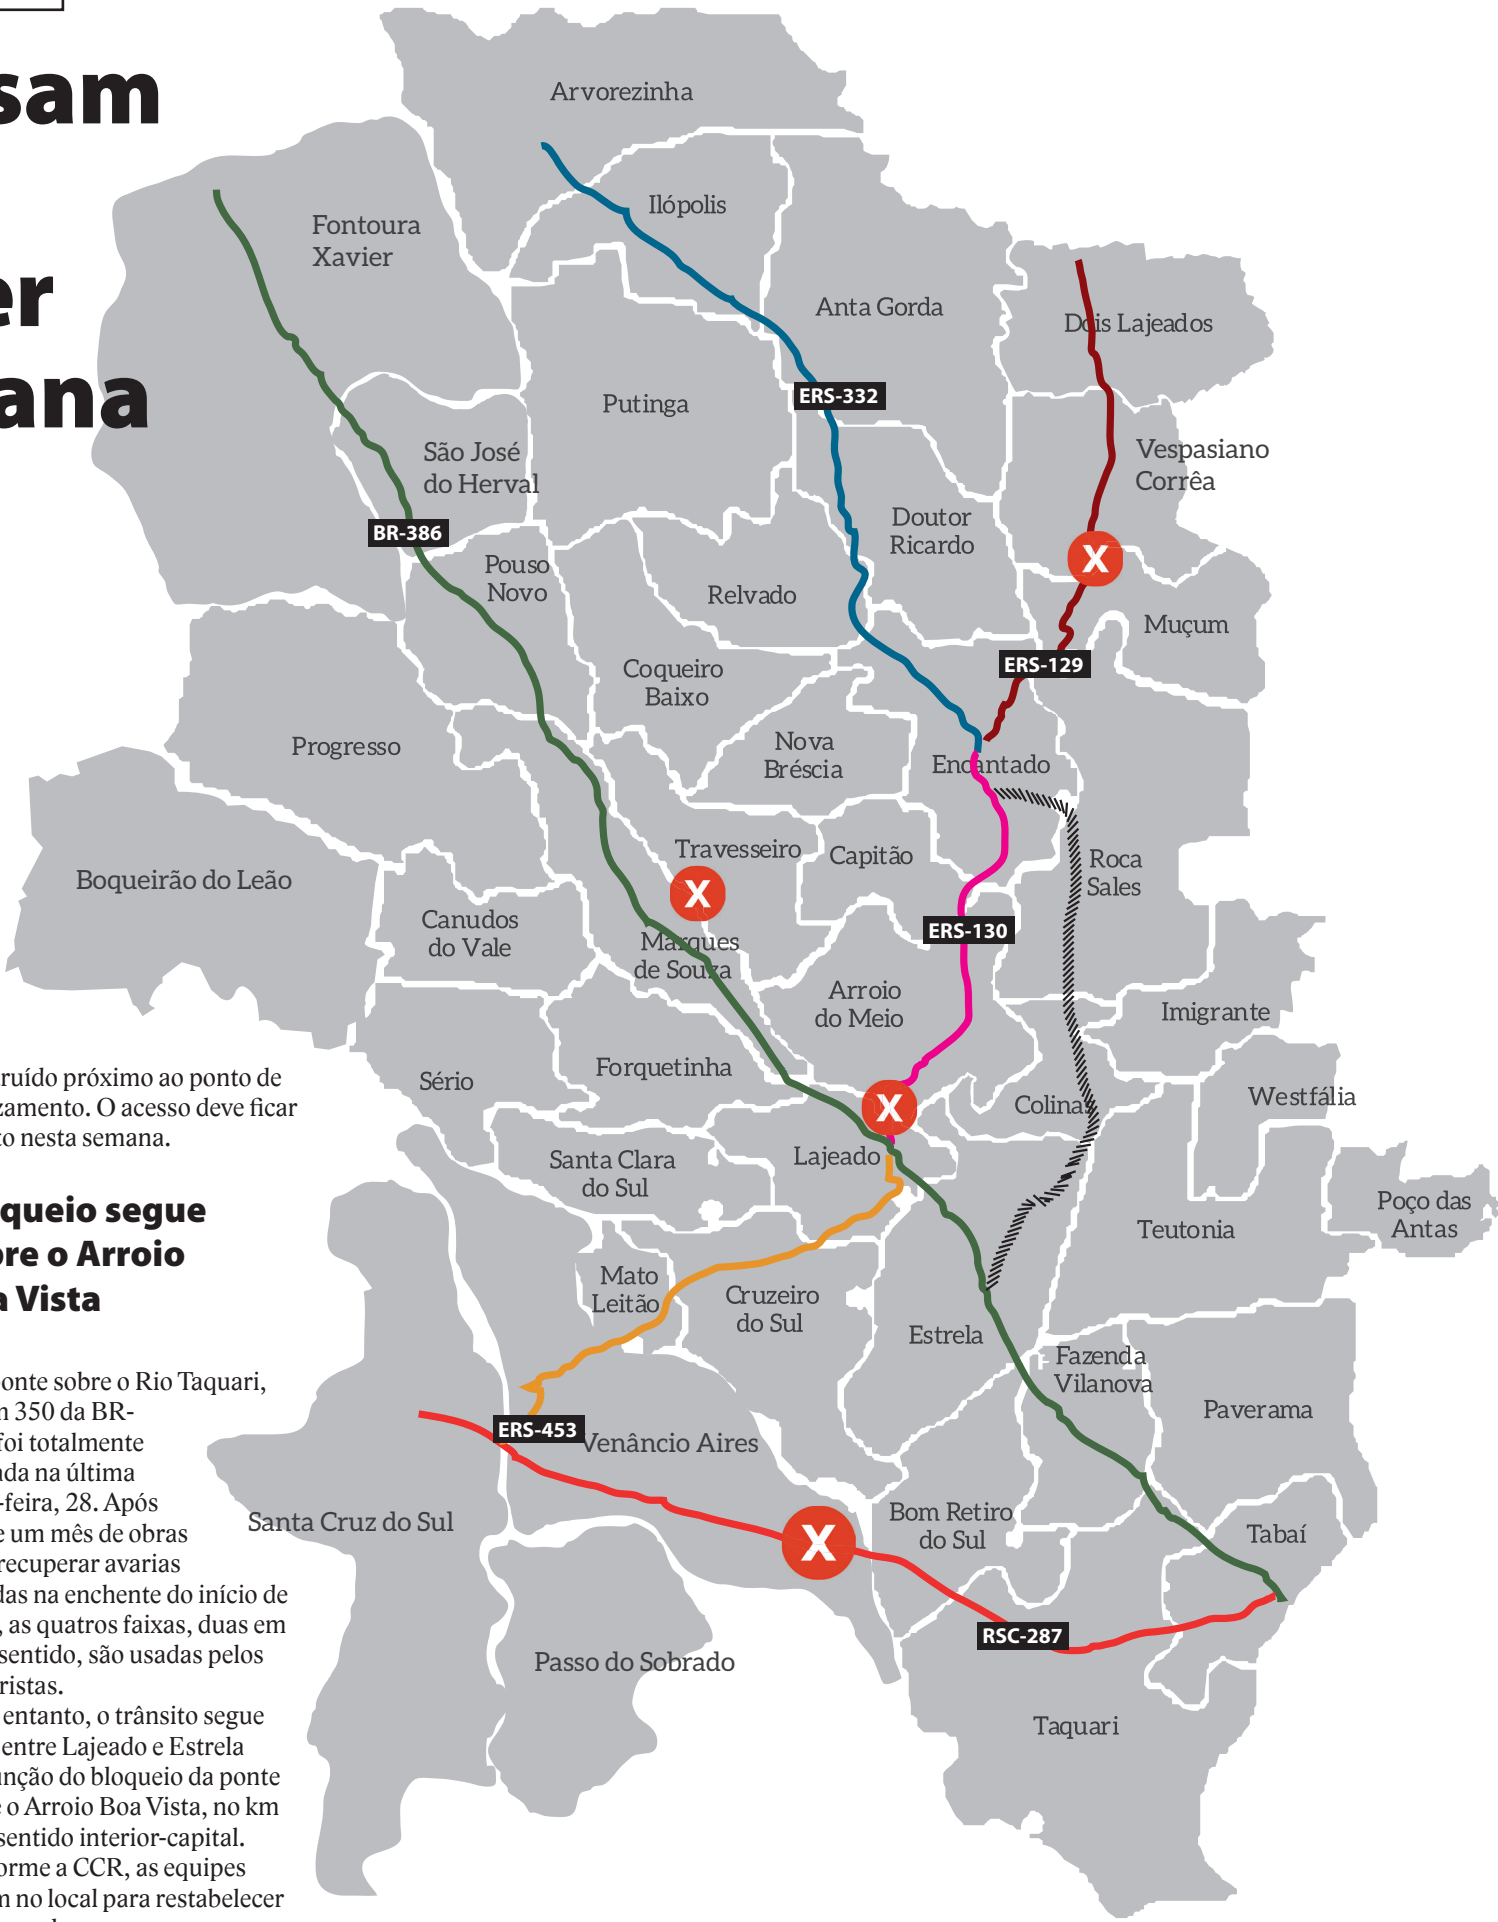 sam
er
ana
truído próximo ao ponto de
zamento. O acesso deve ficar
to nesta semana.
queio segue
bre o Arroio
a Vista
ponte sobre o Rio Taquari,
m 350 da BR-
foi totalmente
ada na última
-feira, 28. Após
e um mês de obras
recuperar avarias
das na enchente do início de
, as quatros faixas, duas em
sentido, são usadas pelos
ristas.
entanto, o trânsito segue
entre Lajeado e Estrela
unção do bloqueio da ponte
e o Arroio Boa Vista, no km
sentido interior-capital.
orme a CCR, as equipes
m no local para restabelecer
Arvorezinha
Ilópolis
Fontoura
Xavier
Anta Gorda
Dois Lajeados
ERS-332
Putinga
São José
do Herval
Vespasiano
Corrêa
BR-386
Doutor
Ricardo
X
Pouso
Novo
Relvado
Muçum
ERS-129
Coqueiro
Baixo
Progresso
Nova
Bréscia
Encantado
Travesseiro
Capitão
Roca
Sales
Boqueirão do Leão
X
Canudos
do Vale
Marques
de Souza
ERS-130
Arroio
do Meio
Imigrante
Sério
Forquetinha
X
Colinas
Westfália
Santa Clara
do Sul
Lajeado
Teutonia
Poço das
Antas
Mato
Leitão
Cruzeiro
do Sul
Estrela
Fazenda
Vilanova
Paverama
ERS-453
Venâncio Aires
Santa Cruz do Sul
X
Bom Retiro
do Sul
Tabaí
RSC-287
Passo do Sobrado
Taquari